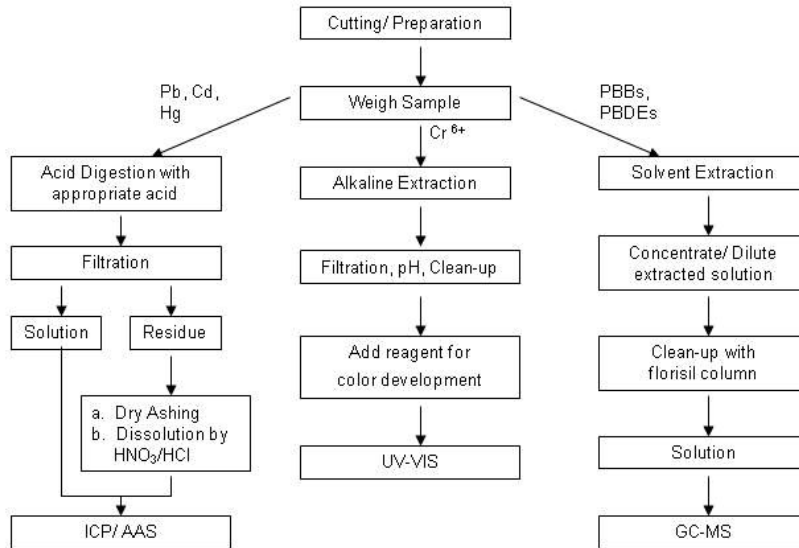 Cutting/ Preparation
Weigh Sample
Pb, Cd,
Hg
Cr 6+
PBBs,
PBDEs
Acid Digestion with
appropriate acid
Filtration
Solution
Residue
a. Dry Ashing
b. Dissolution by
HNO3/HCl
ICP/ AAS
Alkaline Extraction
Filtration, pH, Clean-up
Add reagent for
color development
UV-VIS
Solvent Extraction
Concentrate/ Dilute
extracted solution
Clean-up with
florisil column
Solution
GC-MS